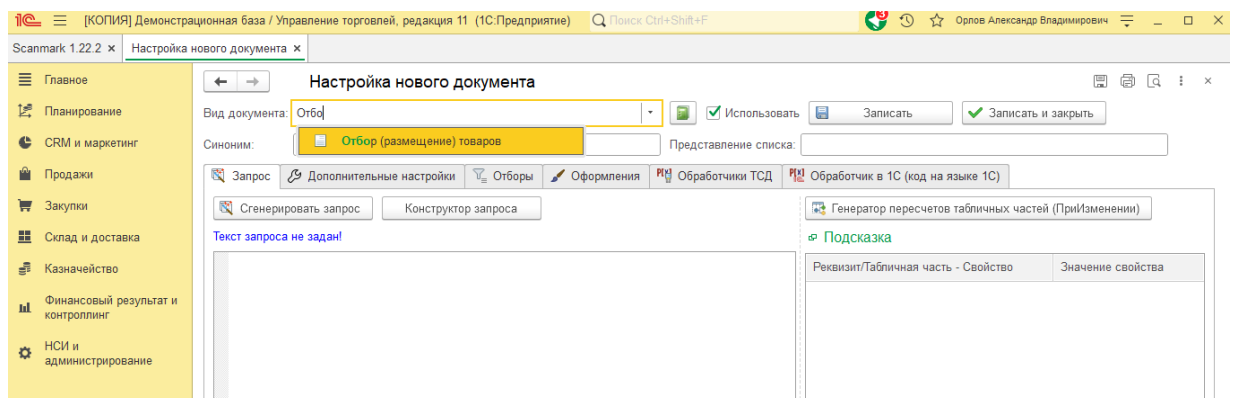 [КОПИЯ] Демонстрационная база / Управление торговлей, редакция 11 (1С:Предприятие) Поиск Ctrl+Shift+F 3 Орлов Александр Владимирович
Scanmark 1.22.2 × Настройка нового документа ×
Главное
Настройка нового документа
Планирование
Вид документа: Отбо Использовать Записать Записать и закрыть
Отбор (размещение) товаров
CRM и маркетинг
Синоним: Представление списка:
Продажи
Запрос Дополнительные настройки Отборы Оформления Обработчики ТСД Обработчик в 1С (код на языке 1С)
Закупки
Сгенерировать запрос Конструктор запроса Генератор пересчетов табличных частей (ПриИзменении)
Склад и доставка
Текст запроса не задан! Подсказка
Казначейство
Реквизит/Табличная часть - Свойство Значение свойства
Финансовый результат и
контроллинг
НСИ и
администрирование